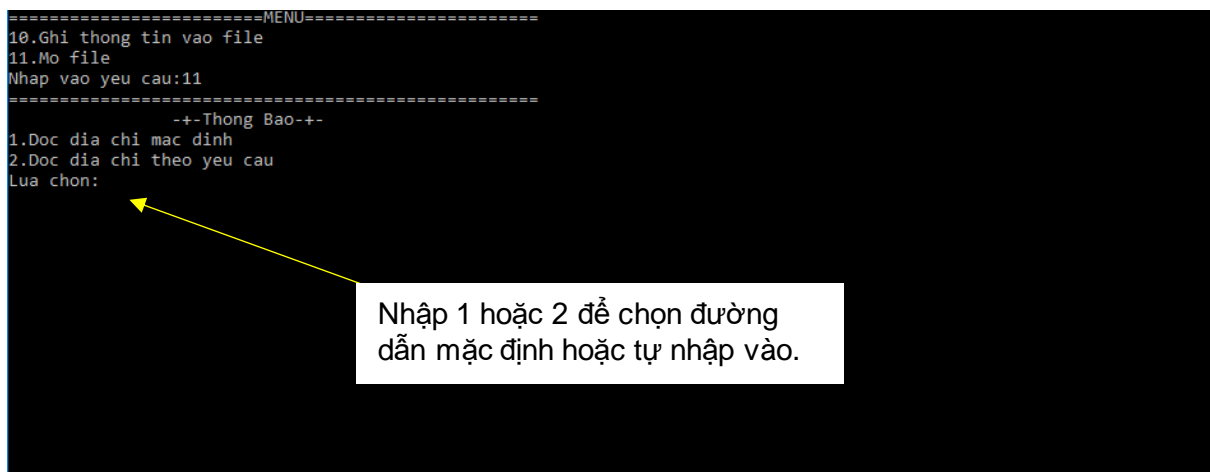 =========================MENU=======================
10.Ghi thong tin vao file
11.Mo file
Nhap vao yeu cau:11
====================================================
-+-Thong Bao-+-
1.Doc dia chi mac dinh
2.Doc dia chi theo yeu cau
Lua chon:
Nhập 1 hoặc 2 để chọn đường
dẫn mặc định hoặc tự nhập vào.